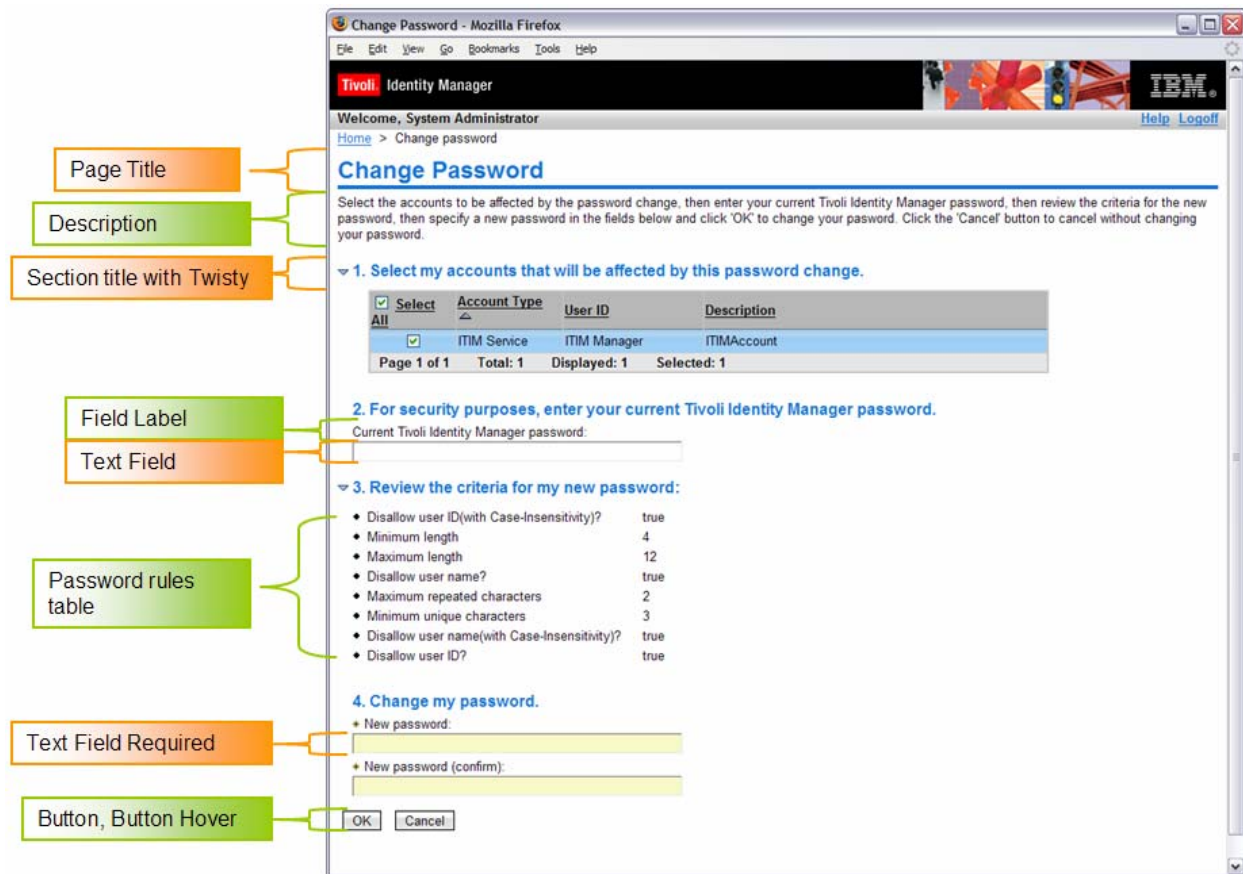 Change Password - Mozilla Firefox
File Edit View Go Bookmarks Tools Help
Tivoli. Identity Manager
IBM®
Welcome, System Administrator
Help Logoff
Home > Change password
Page Title
Change Password
Description
Select the accounts to be affected by the password change, then enter your current Tivoli Identity Manager password, then review the criteria for the new
password, then specify a new password in the fields below and click 'OK' to change your pasword. Click the 'Cancel' button to cancel without changing
your password.
Section title with Twisty
1. Select my accounts that will be affected by this password change.
Select All Account Type User ID Description
ITIM Service ITIM Manager ITIMAccount
Page 1 of 1 Total: 1 Displayed: 1 Selected: 1
2. For security purposes, enter your current Tivoli Identity Manager password.
Field Label
Current Tivoli Identity Manager password:
Text Field
3. Review the criteria for my new password:
Password rules
table
Disallow user ID(with Case-Insensitivity)? true
Minimum length 4
Maximum length 12
Disallow user name? true
Maximum repeated characters 2
Minimum unique characters 3
Disallow user name(with Case-Insensitivity)? true
Disallow user ID? true
4. Change my password.
New password:
Text Field Required
New password (confirm):
Button, Button Hover
OK Cancel